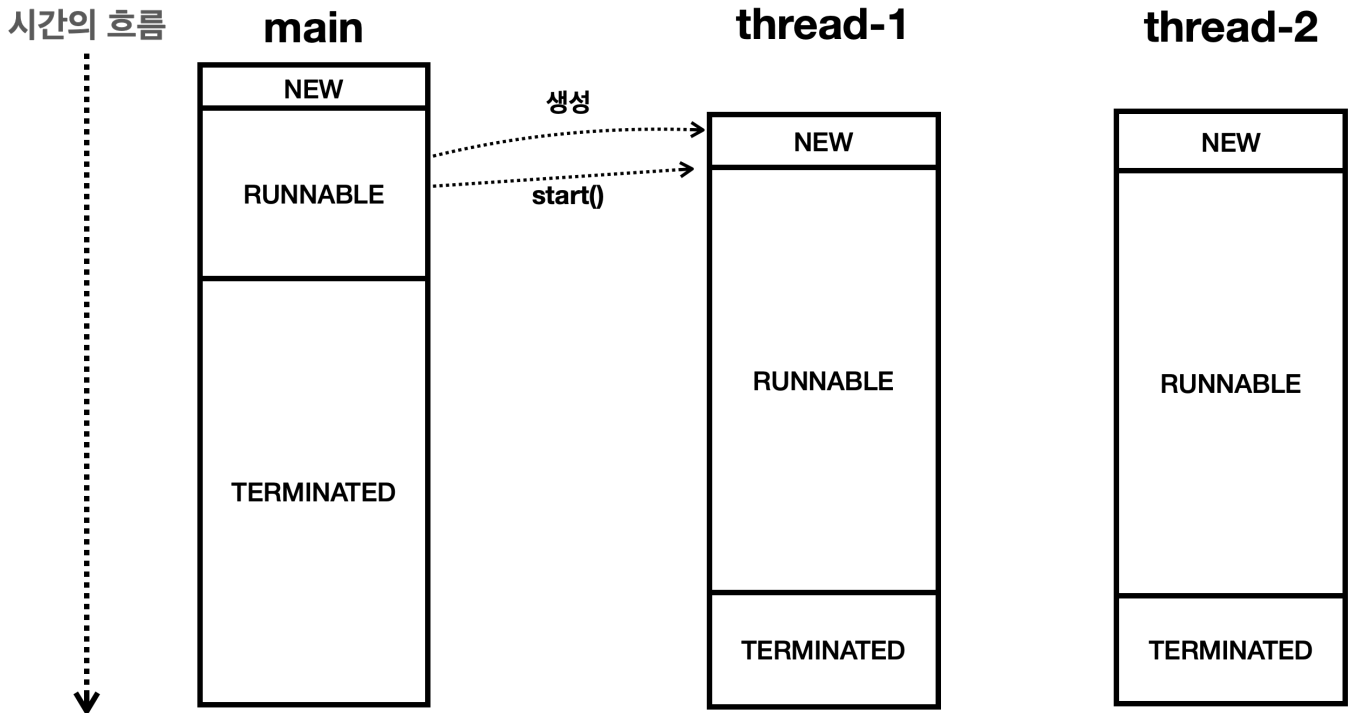 시간의 흐름
main
thread-1
thread-2
NEW
RUNNABLE
TERMINATED
생성
start()
NEW
RUNNABLE
TERMINATED
NEW
RUNNABLE
TERMINATED